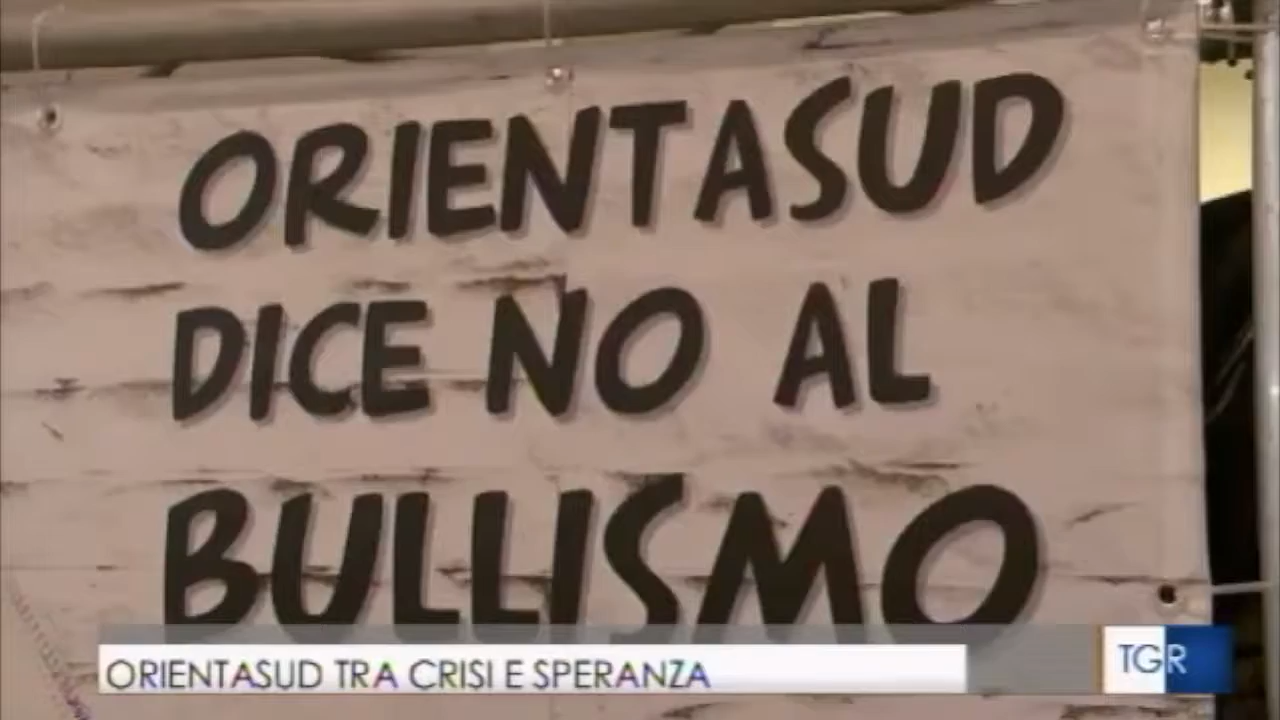 ORIENTASUD
DICE NO AL
BULLISMO
ORIENTASUD TRA CRISI E SPERANZA
TGR